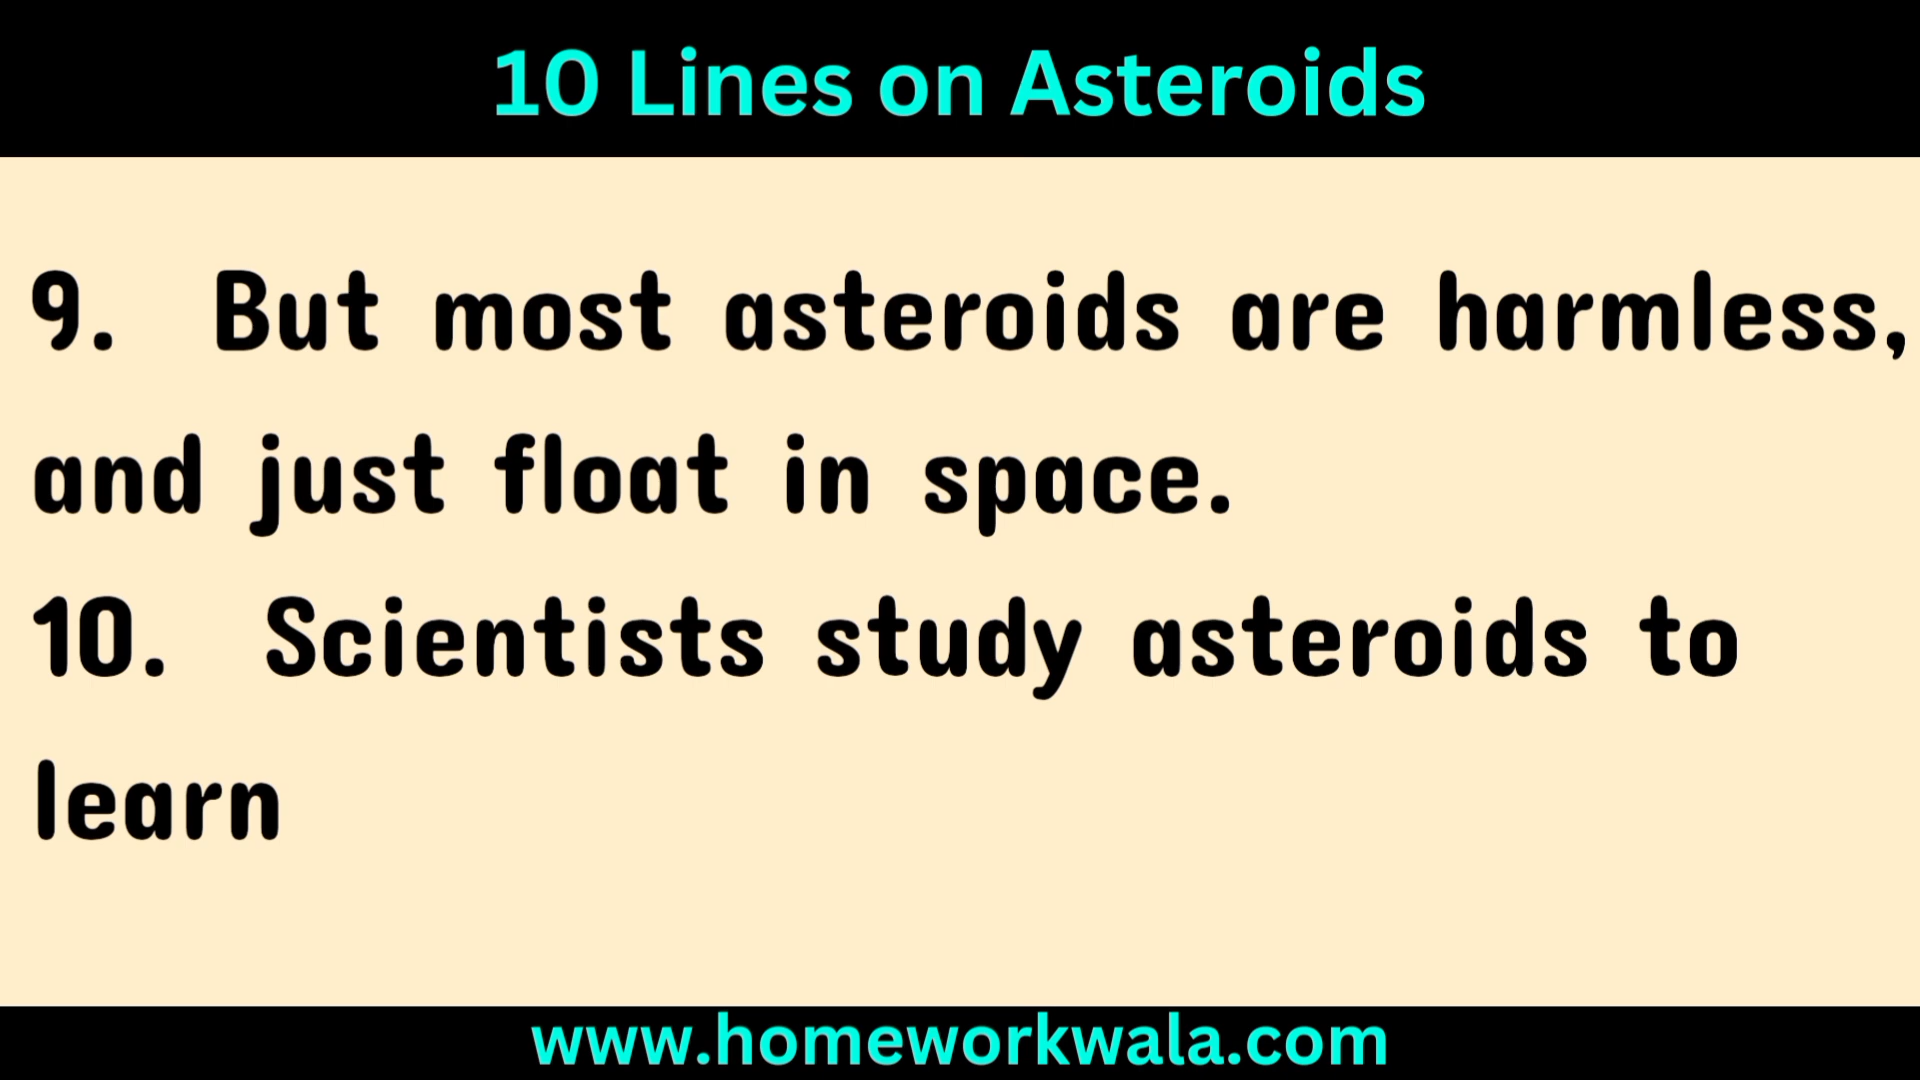 10 Lines on Asteroids
9. But most asteroids are harmless,
and just float in space.
10. Scientists study asteroids to
learn
www.homeworkwala.com